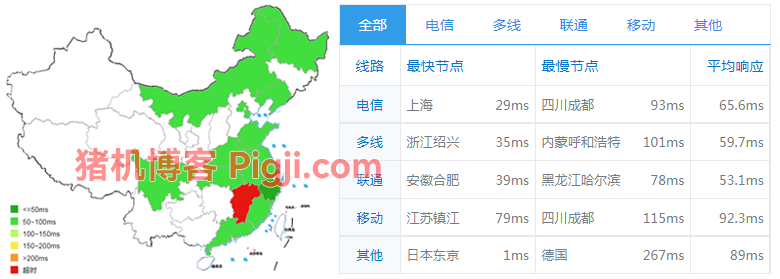 全部 电信 多线 联通 移动 其他
线路 最快节点 最慢节点 平均响应
电信 上海 29ms 四川成都 93ms 65.6ms
多线 浙江绍兴 35ms 内蒙呼和浩特 101ms 59.7ms
联通 安徽合肥 39ms 黑龙江哈尔滨 78ms 53.1ms
移动 江苏镇江 79ms 四川成都 115ms 92.3ms
其他 日本东京 1ms 德国 267ms 89ms
猪机博客 Pigji.com
<=50ms
50~100ms
100~150ms
150~200ms
>200ms
超时